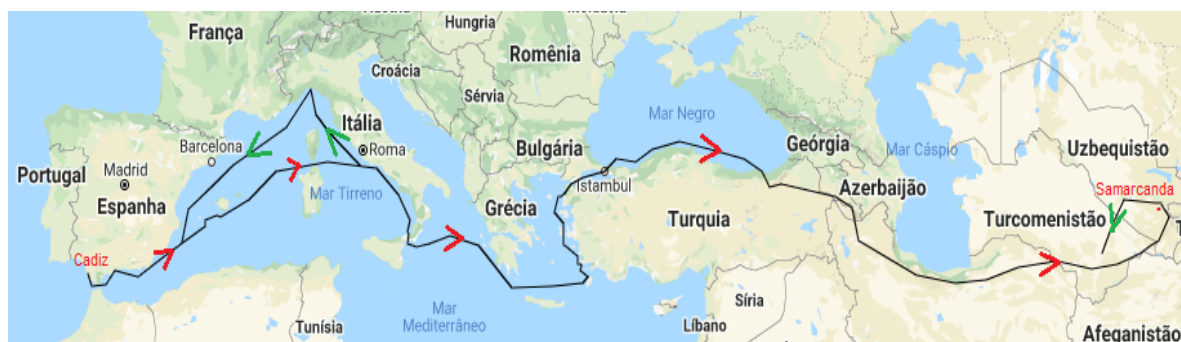 Hungria
França
Romênia
Croácia
Sérvia
Mar Negro
Itália
Geórgia
Mar Cáspio
Uzbequistão
Barcelona
Roma
Bulgária
Portugal
Madrid
Istambul
Azerbaijão
Samarcanda
Mar Tirreno
Espanha
Grécia
Turquia
Turcomenistão
Cadiz
Mar
Mediterrâneo
Síria
Tunísia
Líbano
Afeganistão